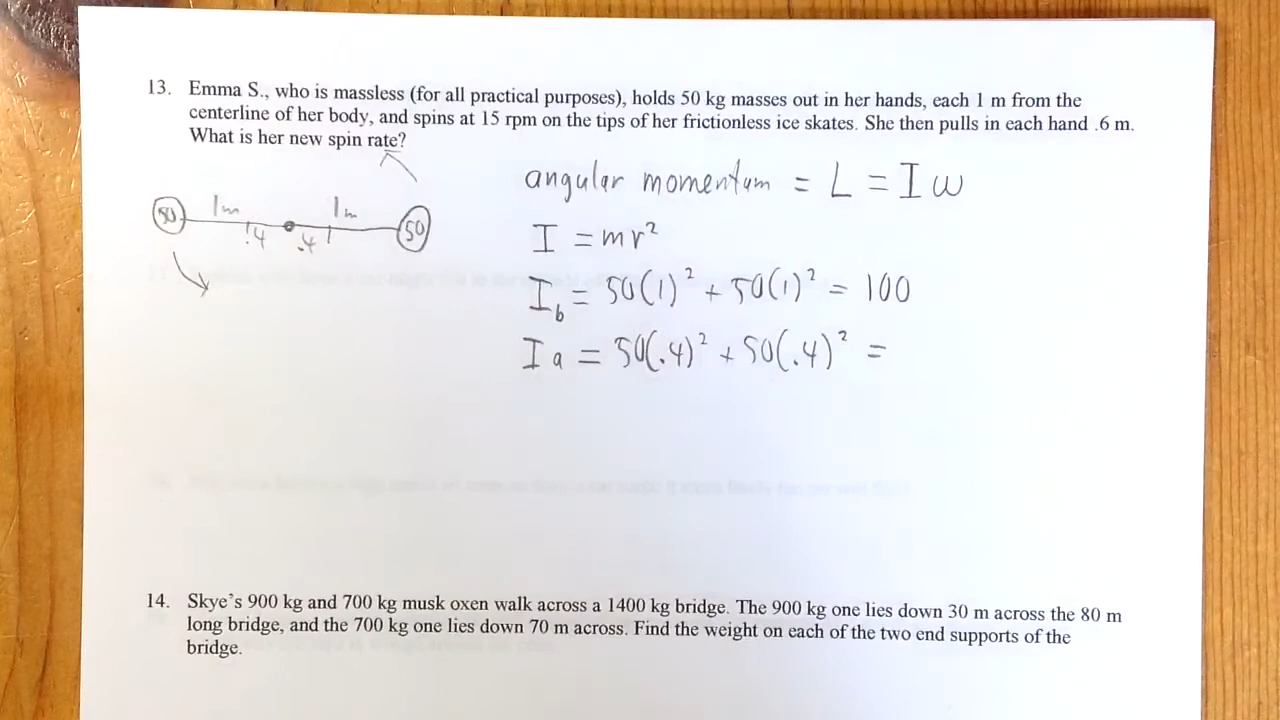 13. Emma S., who is massless (for all practical purposes), holds 50 kg masses out in her hands, each 1 m from the
centerline of her body, and spins at 15 rpm on the tips of her frictionless ice skates. She then pulls in each hand .6 m.
What is her new spin rate?
angular momentum = L = I ω
1m 1m
50 .4 .4 50
I = mr²
I_b = 50(1)² + 50(1)² = 100
I a = 50(.4)² + 50(.4)² =
14. Skye's 900 kg and 700 kg musk oxen walk across a 1400 kg bridge. The 900 kg one lies down 30 m across the 80 m
long bridge, and the 700 kg one lies down 70 m across. Find the weight on each of the two end supports of the
bridge.